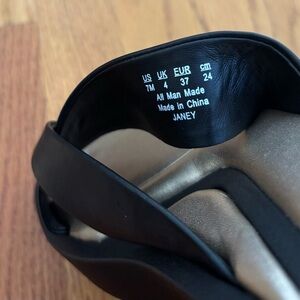 US UK EUR cm
7M 4 37 24
All Man Made
Made in China
JANEY